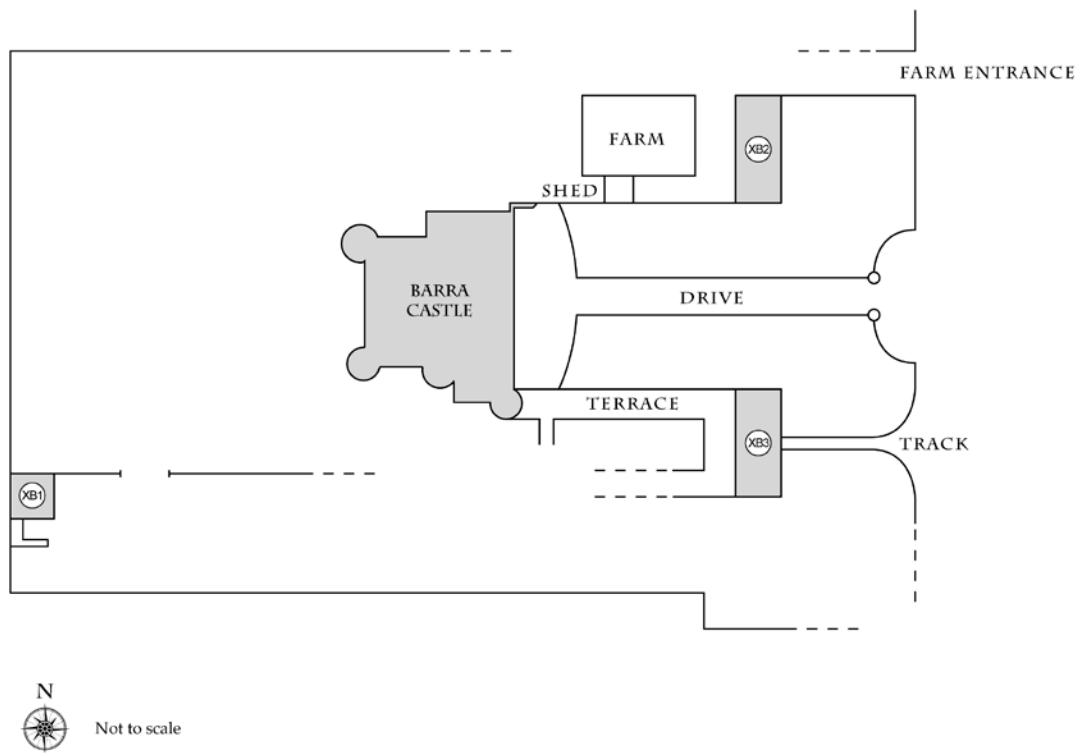 FARM ENTRANCE
FARM
XB2
SHED
BARRA
CASTLE
DRIVE
TERRACE
XB3
TRACK
XB1
N
Not to scale